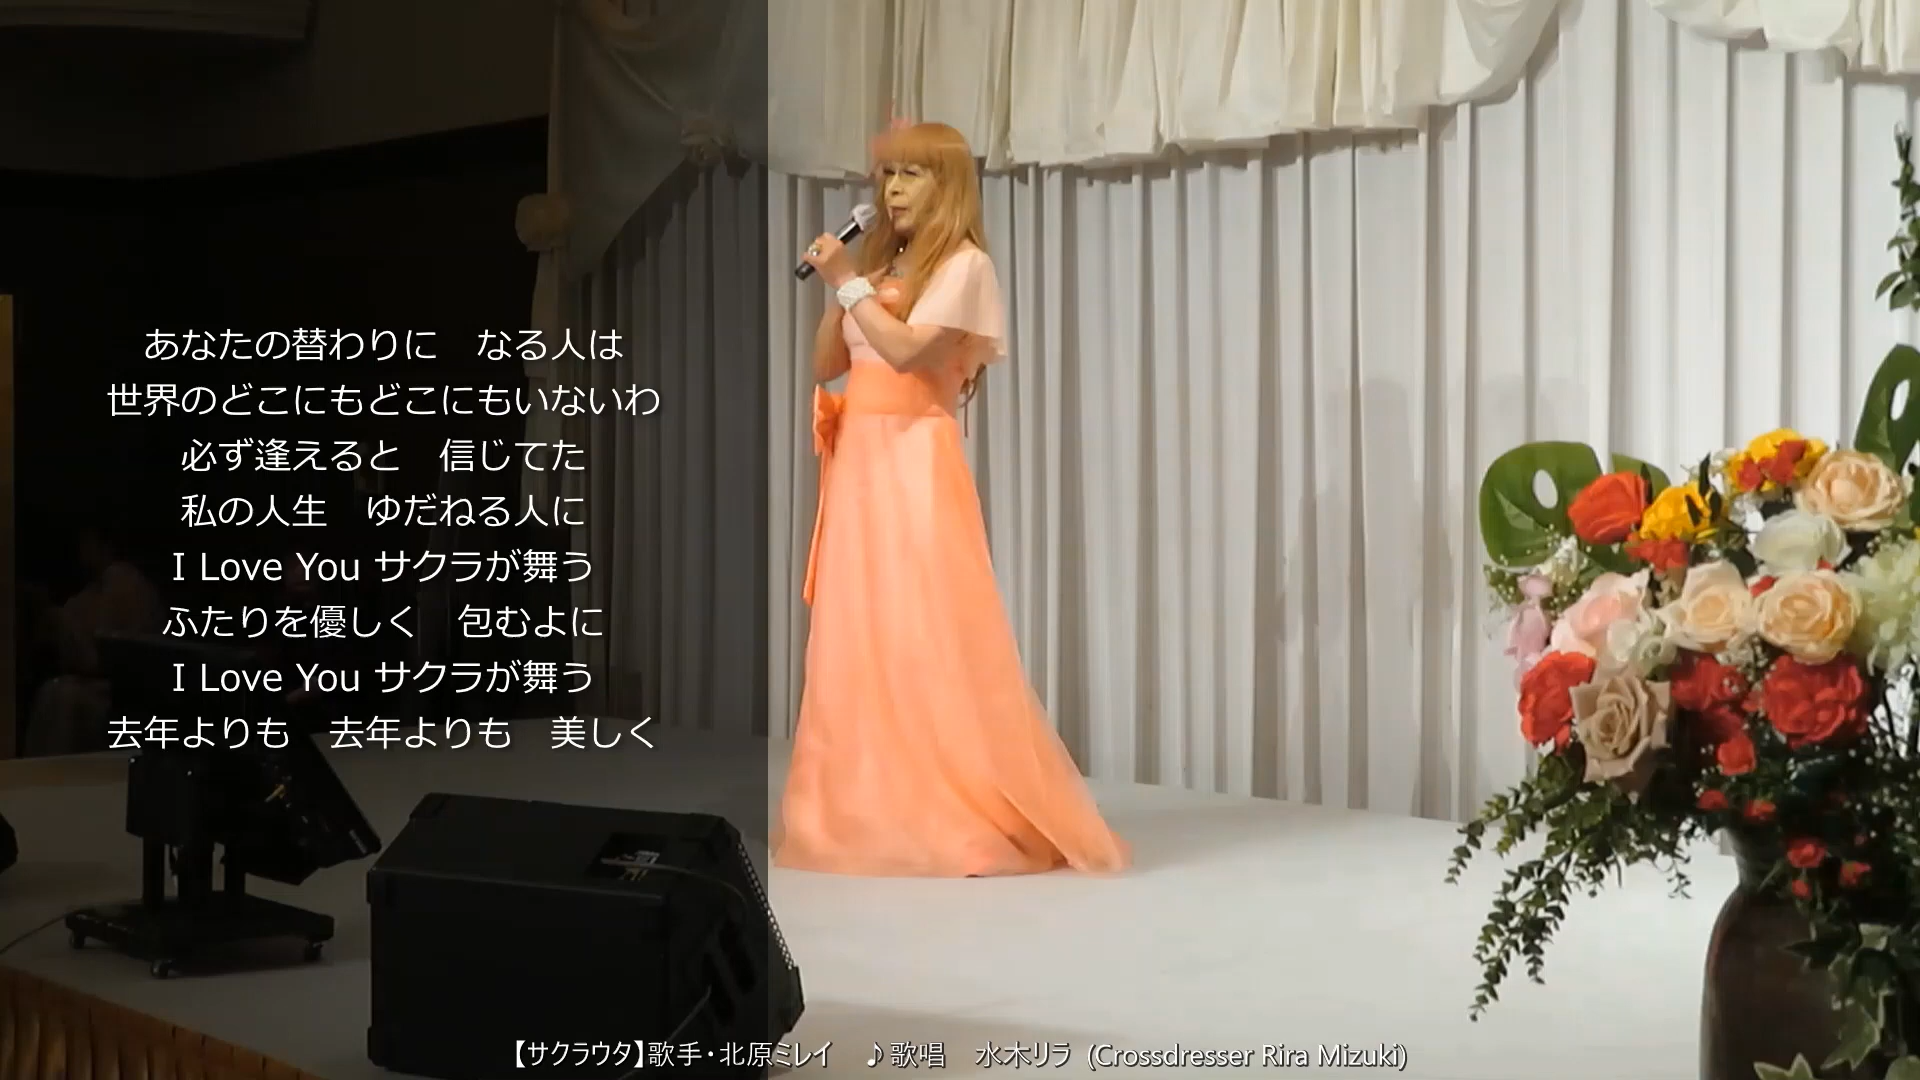 あなたの替わりに　なる人は
世界のどこにもどこにもいないわ
必ず逢えると　信じてた
私の人生　ゆだねる人に
I Love You サクラが舞う
ふたりを優しく　包むよに
I Love You サクラが舞う
去年よりも　去年よりも　美しく
【サクラウタ】歌手・北原ミレイ　♪歌唱　水木リラ (Crossdresser Rira Mizuki)